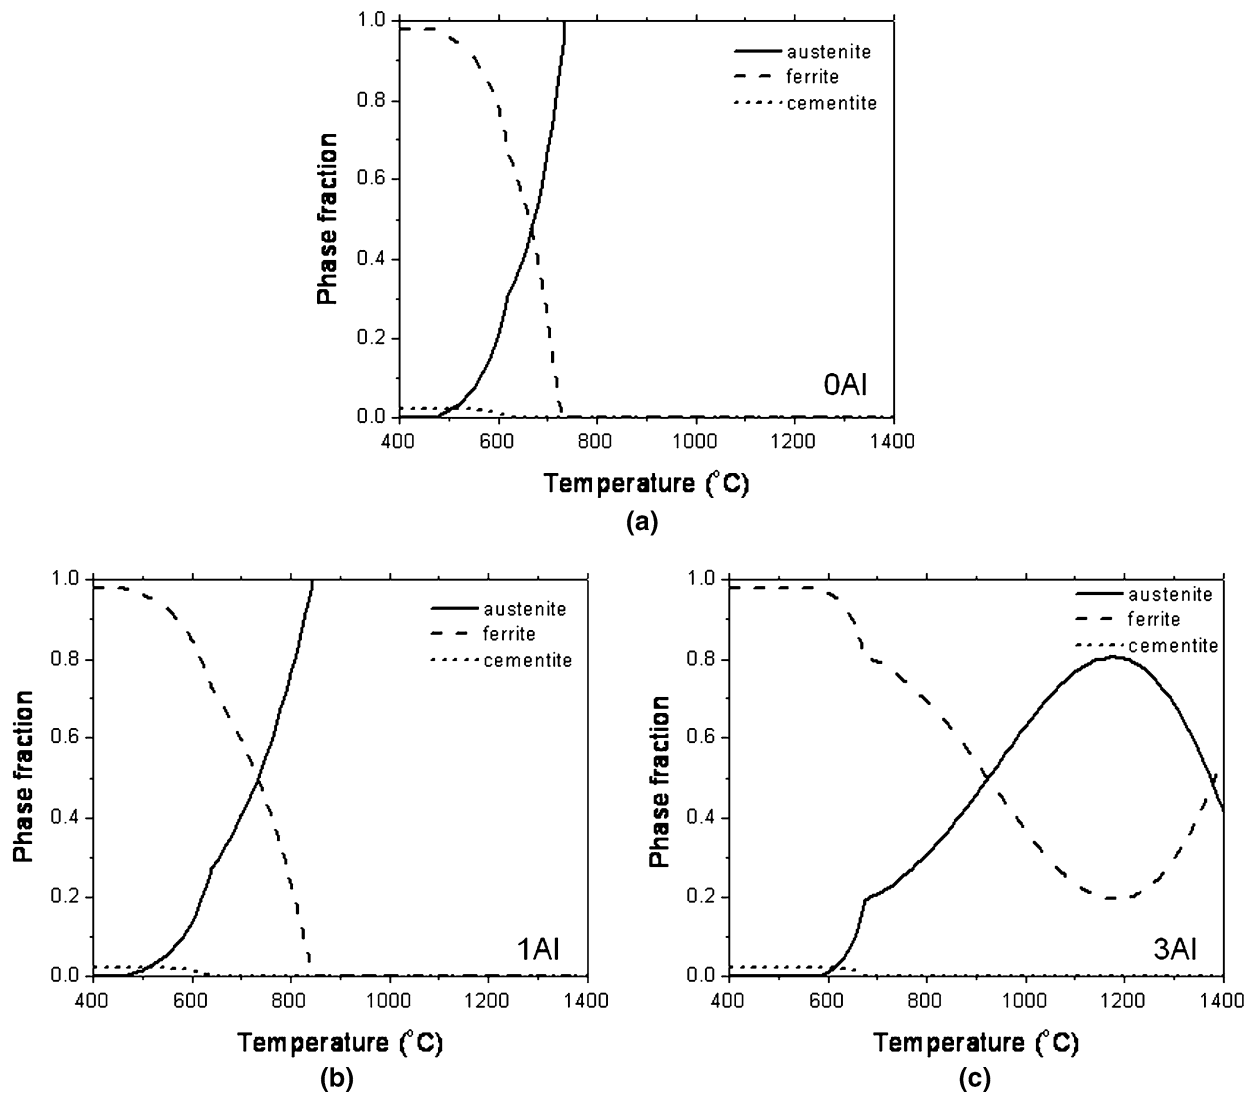 1.0
0.8
0.6
0.4
0.2
0.0
Phase fraction
austenite
ferrite
cementite
0Al
400 600 800 1000 1200 1400
Temperature (°C)
(a)
1.0
0.8
0.6
0.4
0.2
0.0
Phase fraction
austenite
ferrite
cementite
1Al
400 600 800 1000 1200 1400
Temperature (°C)
(b)
1.0
0.8
0.6
0.4
0.2
0.0
Phase fraction
austenite
ferrite
cementite
3Al
400 600 800 1000 1200 1400
Temperature (°C)
(c)